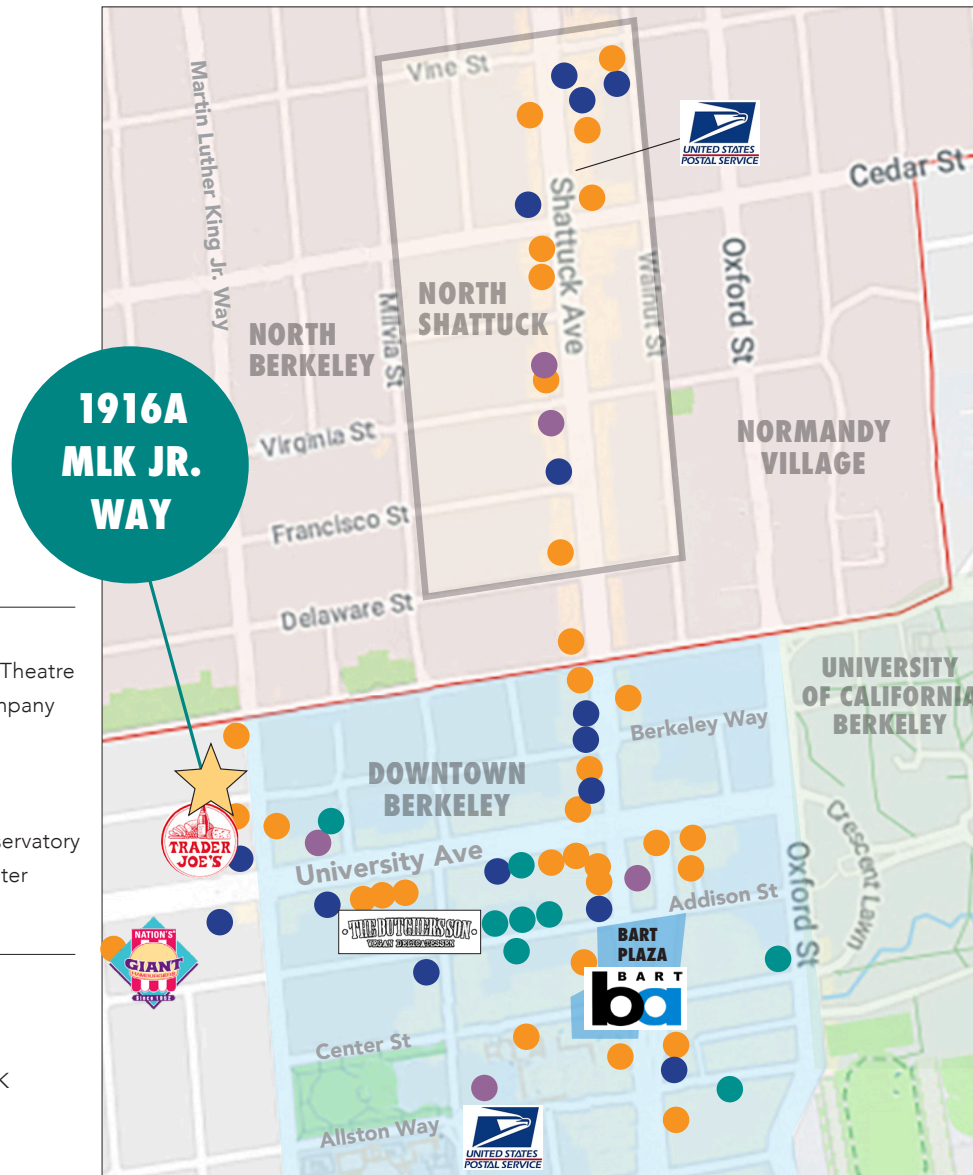 Vine St
Martin Luther King Jr. Way
UNITED STATES
POSTAL SERVICE
Cedar St
Shattuck Ave
Walnut St
Oxford St
Milvia St
NORTH
SHATTUCK
NORTH
BERKELEY
1916A
MLK JR.
WAY
Virginia St
NORMANDY
VILLAGE
Francisco St
Delaware St
Theatre
mpany
UNIVERSITY
OF CALIFORNIA
BERKELEY
Berkeley Way
DOWNTOWN
BERKELEY
TRADER
JOE'S
servatory
ter
University Ave
Crescent Lawn
Oxford St
Addison St
·THE BUTCHER'S SON·
VEGAN DELICATESSEN
NATION'S
GIANT
HAMBURGERS
Since 1952
BART
PLAZA
BART
ba
Center St
K
Allston Way
UNITED STATES
POSTAL SERVICE